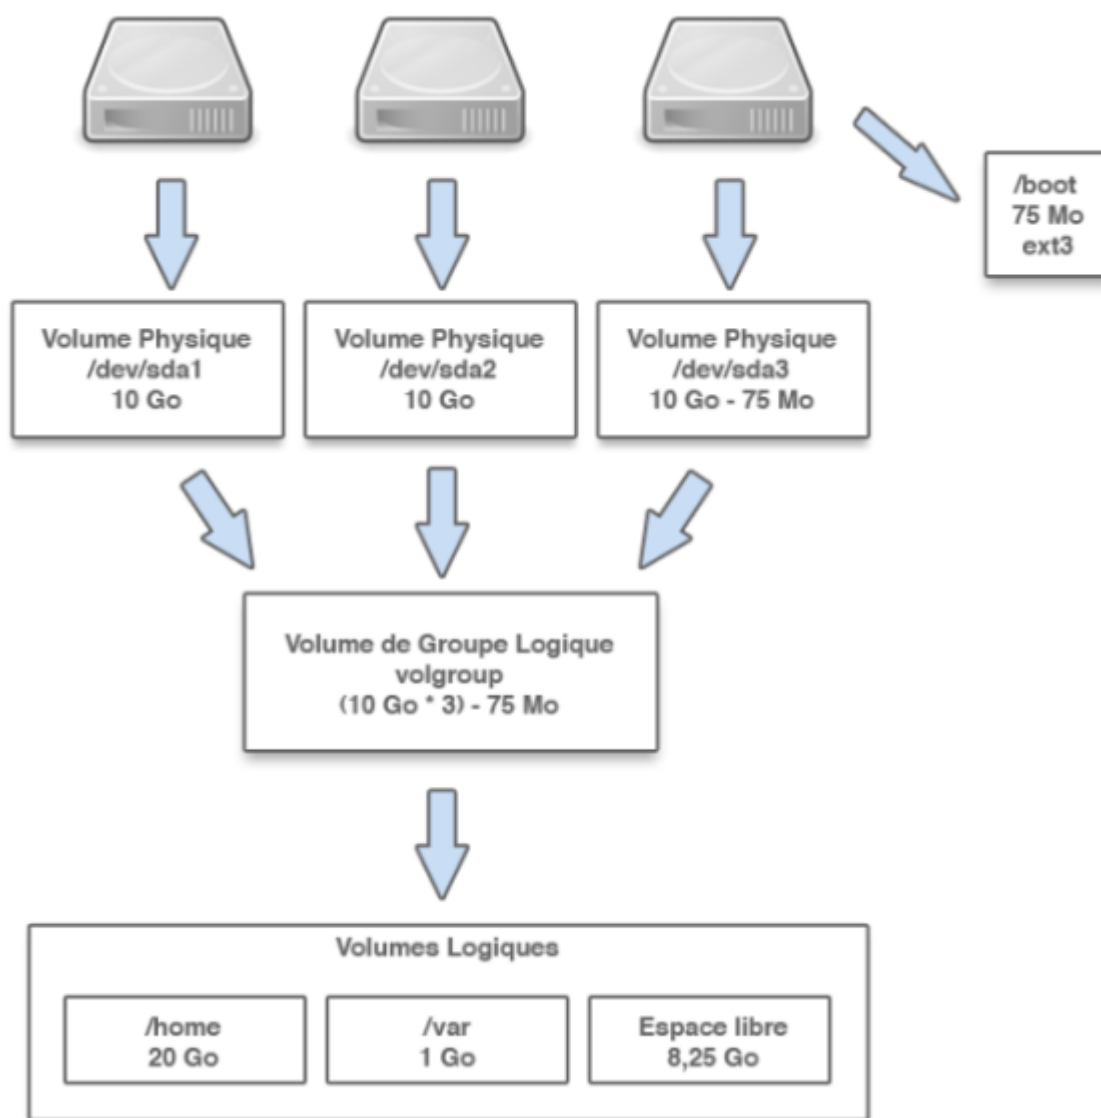 /boot
75 Mo
ext3
Volume Physique
/dev/sda1
10 Go
Volume Physique
/dev/sda2
10 Go
Volume Physique
/dev/sda3
10 Go - 75 Mo
Volume de Groupe Logique
volgroup
(10 Go * 3) - 75 Mo
Volumes Logiques
/home
20 Go
/var
1 Go
Espace libre
8,25 Go